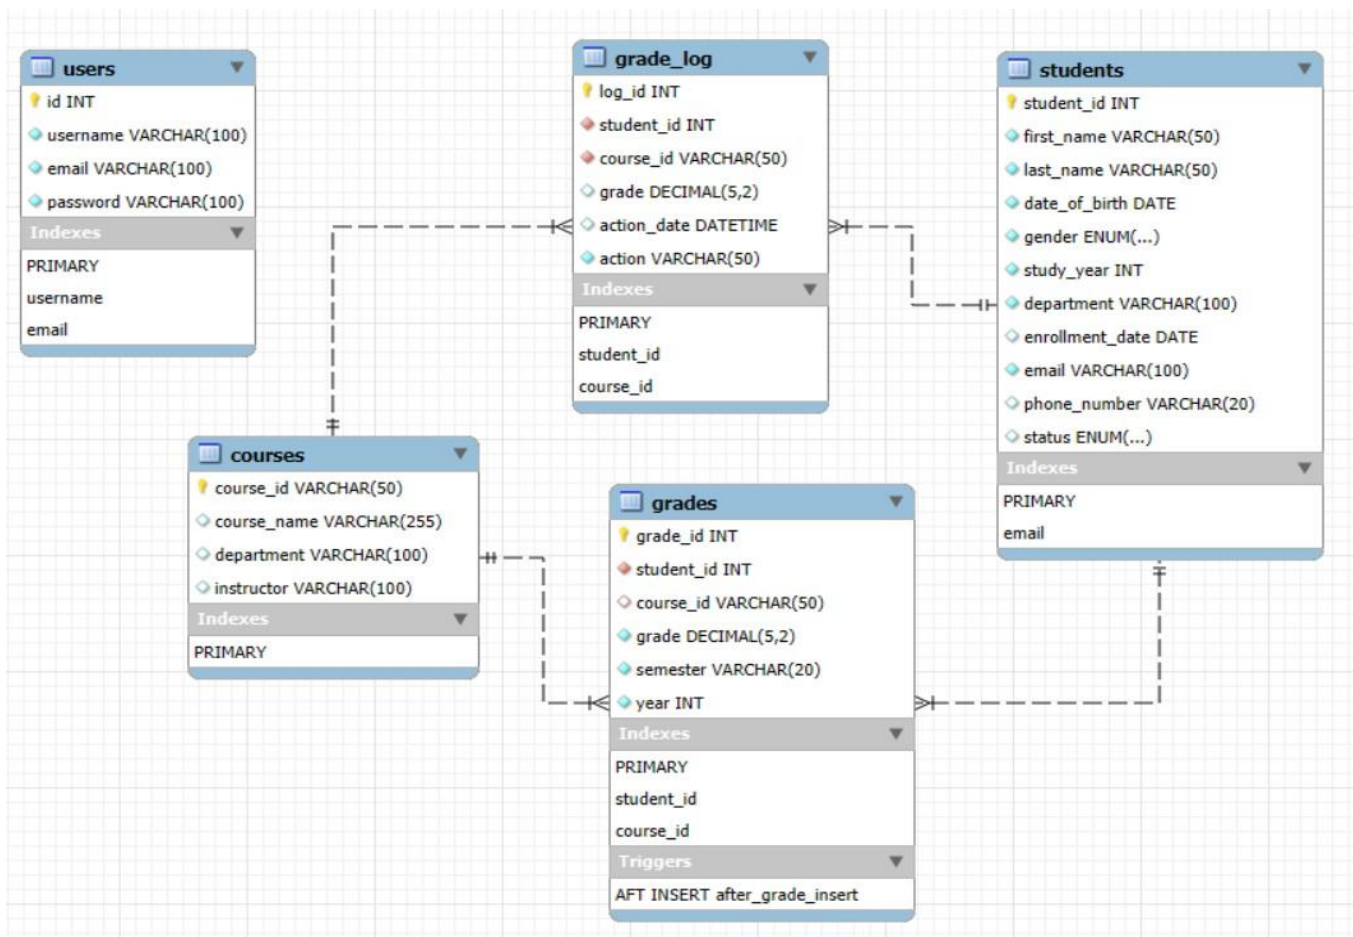 users
id INT
username VARCHAR(100)
email VARCHAR(100)
password VARCHAR(100)
Indexes
PRIMARY
username
email
grade_log
log_id INT
student_id INT
course_id VARCHAR(50)
grade DECIMAL(5,2)
action_date DATETIME
action VARCHAR(50)
Indexes
PRIMARY
student_id
course_id
students
student_id INT
first_name VARCHAR(50)
last_name VARCHAR(50)
date_of_birth DATE
gender ENUM(...)
study_year INT
department VARCHAR(100)
enrollment_date DATE
email VARCHAR(100)
phone_number VARCHAR(20)
status ENUM(...)
Indexes
PRIMARY
email
courses
course_id VARCHAR(50)
course_name VARCHAR(255)
department VARCHAR(100)
instructor VARCHAR(100)
Indexes
PRIMARY
grades
grade_id INT
student_id INT
course_id VARCHAR(50)
grade DECIMAL(5,2)
semester VARCHAR(20)
year INT
Indexes
PRIMARY
student_id
course_id
Triggers
AFT INSERT after_grade_insert